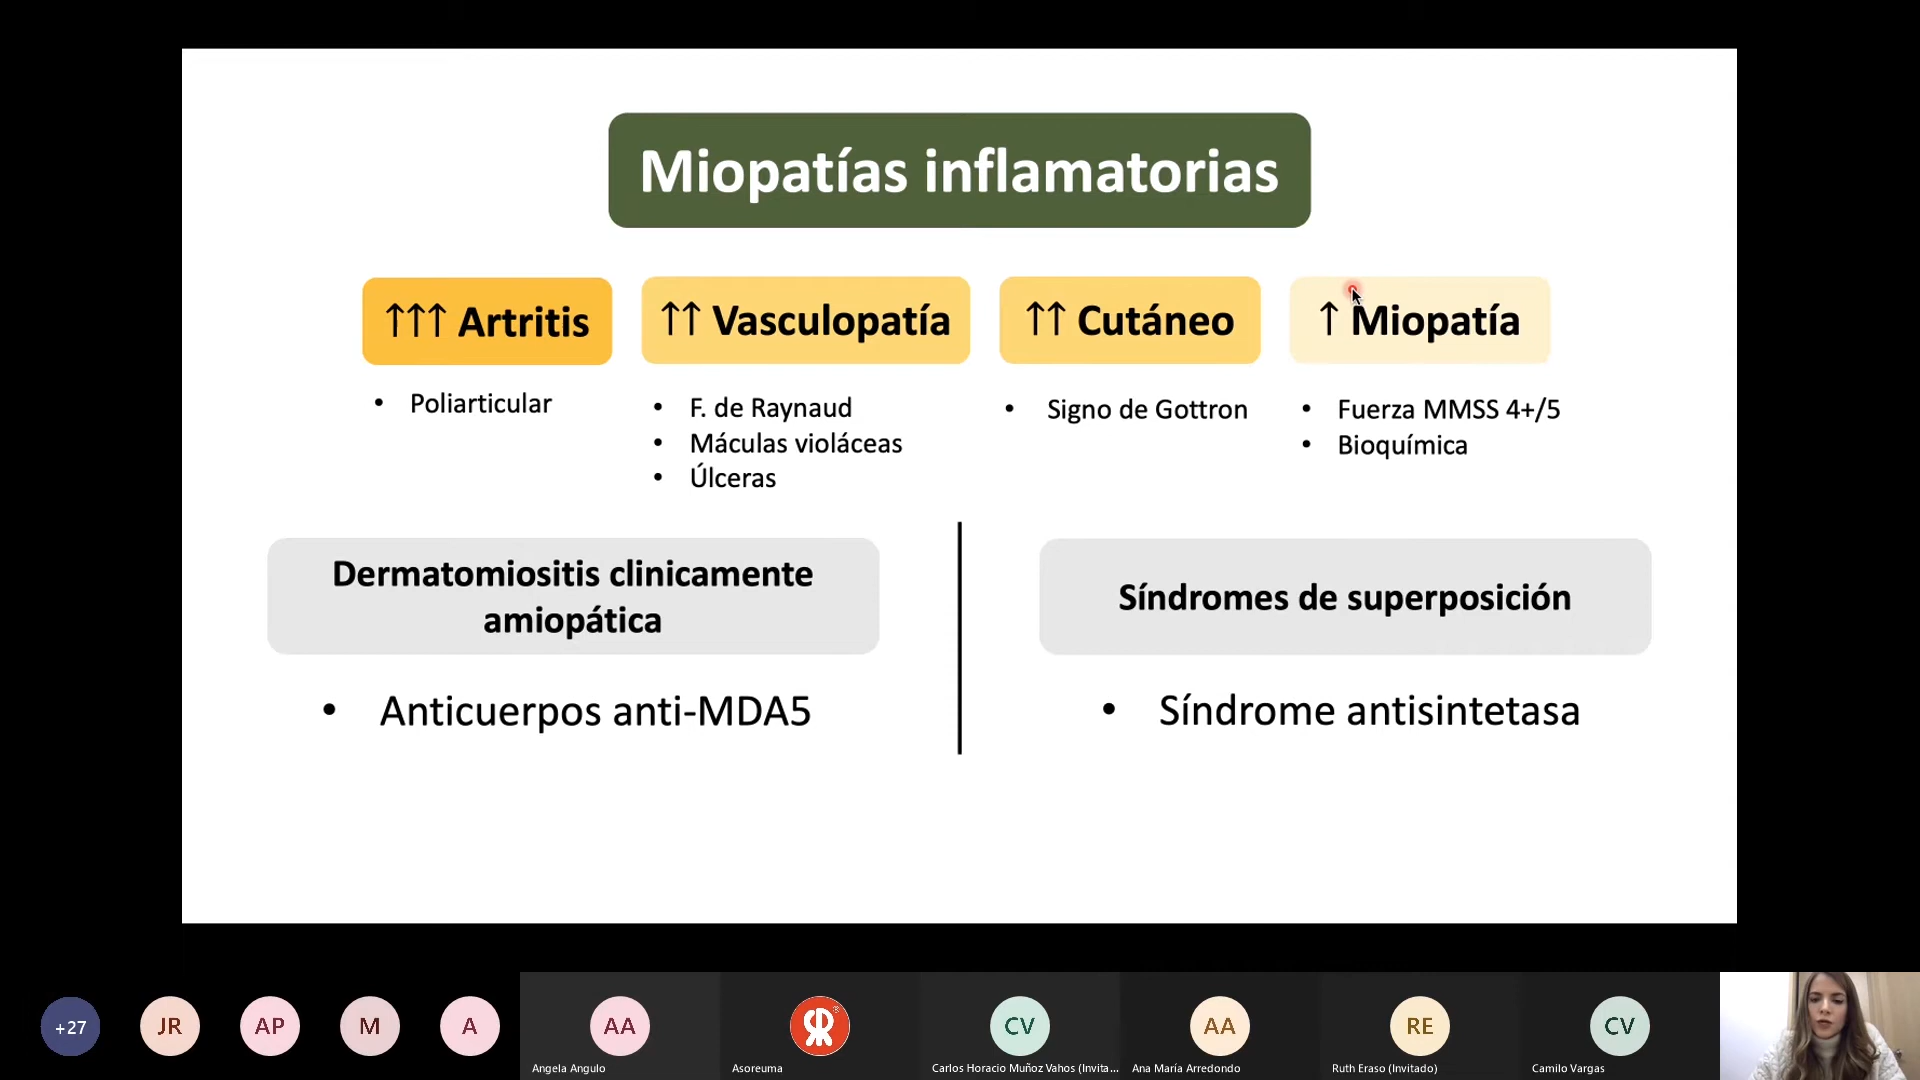 Miopatías inflamatorias
↑↑↑ Artritis
↑↑ Vasculopatía
↑↑ Cutáneo
↑ Miopatía
• Poliarticular
• F. de Raynaud
• Máculas violáceas
• Úlceras
• Signo de Gottron
• Fuerza MMSS 4+/5
• Bioquímica
Dermatomiositis clinicamente
amiopática
• Anticuerpos anti-MDA5
Síndromes de superposición
• Síndrome antisintetasa
+27
JR
AP
M
A
AA
Angela Angulo
Asoreuma
CV
Carlos Horacio Muñoz Vahos (Invita...
AA
Ana María Arredondo
RE
Ruth Eraso (Invitado)
CV
Camilo Vargas